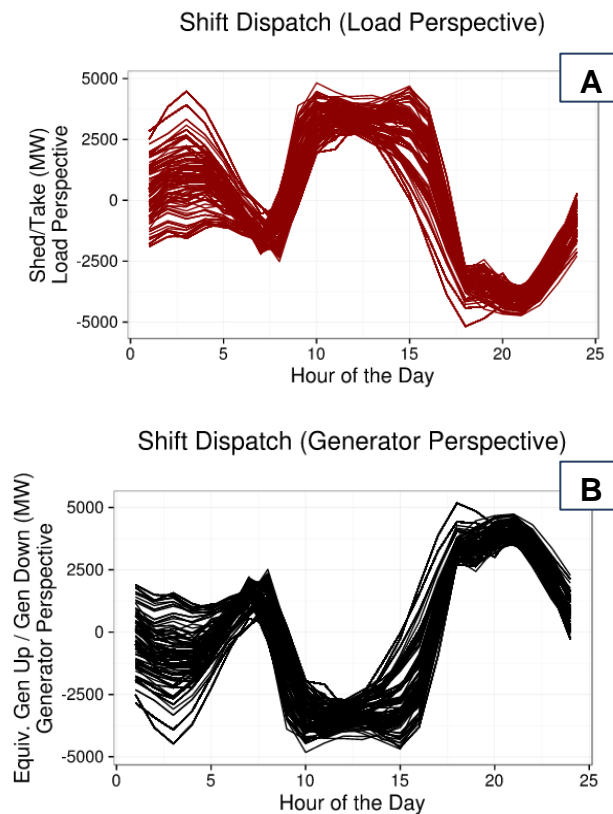 Shift Dispatch (Load Perspective)
A
Shed/Take (MW)
Load Perspective
5000
2500
0
-2500
-5000
0 5 10 15 20 25
Hour of the Day
Shift Dispatch (Generator Perspective)
B
Equiv. Gen Up / Gen Down (MW)
Generator Perspective
5000
2500
0
-2500
-5000
0 5 10 15 20 25
Hour of the Day